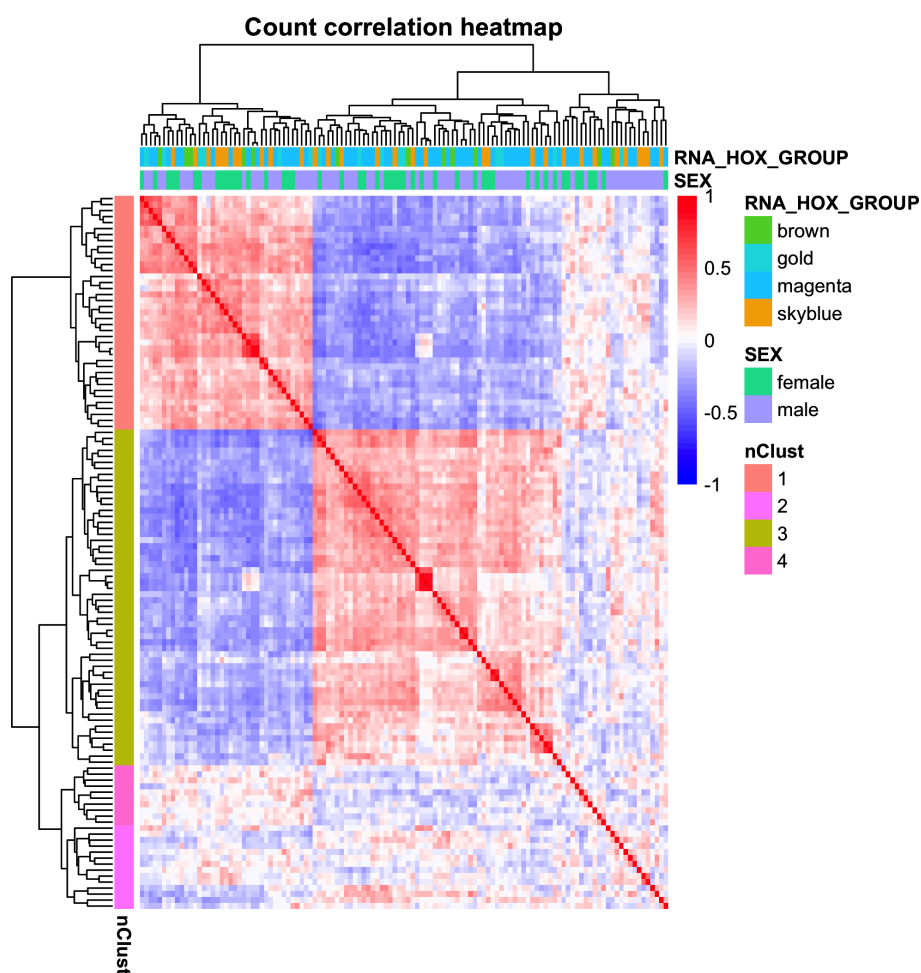 Count correlation heatmap
RNA_HOX_GROUP
SEX
1
0.5
0
-0.5
-1
RNA_HOX_GROUP
brown
gold
magenta
skyblue
SEX
female
male
nClust
1
2
3
4
nClust